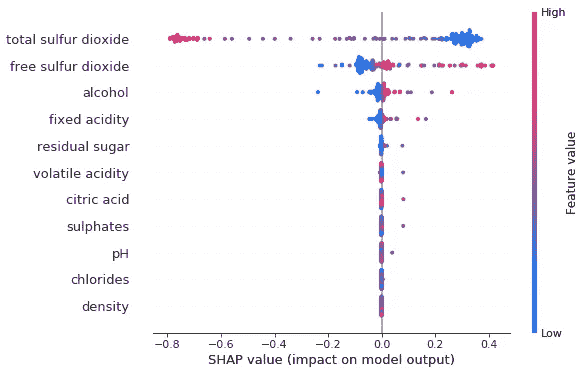 High
total sulfur dioxide
free sulfur dioxide
alcohol
fixed acidity
residual sugar
volatile acidity
citric acid
sulphates
pH
chlorides
density
Feature value
Low
−0.8 −0.6 −0.4 −0.2 0.0 0.2 0.4
SHAP value (impact on model output)